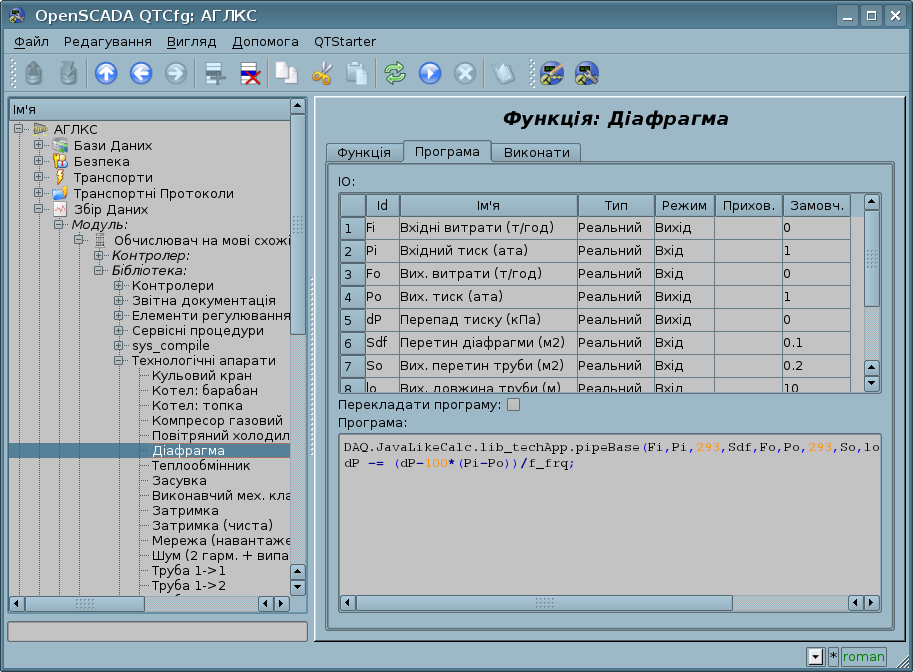 OpenSCADA QTCfg: АГЛКС
Файл Редагування Вигляд Допомога QTStarter
Ім'я
АГЛКС
Бази Даних
Безпека
Транспорти
Транспортні Протоколи
Збір Даних
Модуль:
Обчислювач на мові схожі
Контролер:
Бібліотека:
Контролери
Звітна документація
Елементи регулювання
Сервісні процедури
sys_compile
Технологічні апарати
Кульовий кран
Котел: барабан
Котел: топка
Компресор газовий
Повітряний холодил
Діафрагма
Теплообмінник
Засувка
Виконавчий мех. кла
Затримка
Затримка (чиста)
Мережа (навантаже
Шум (2 гарм. + випа
Труба 1->1
Труба 1->2
Функція: Діафрагма
Функція Програма Виконати
IO:
Id Ім'я Тип Режим Прихов. Замовч.
1 Fi Вхідні витрати (т/год) Реальний Вихід 0
2 Pi Вхідний тиск (ата) Реальний Вхід 1
3 Fo Вих. витрати (т/год) Реальний Вхід 0
4 Po Вих. тиск (ата) Реальний Вихід 1
5 dP Перепад тиску (кПа) Реальний Вихід 0
6 Sdf Перетин діафрагми (м2) Реальний Вхід 0.1
7 So Вих. перетин труби (м2) Реальний Вхід 0.2
8 lo Вих. довжина труби (м) Реальний Вхід 10
Перекладати програму:
Програма:
DAQ.JavaLikeCalc.lib_techApp.pipeBase(Fi,Pi,293,Sdf,Fo,Po,293,So,lo
dP -= (dP-100*(Pi-Po))/f_frq;
* roman